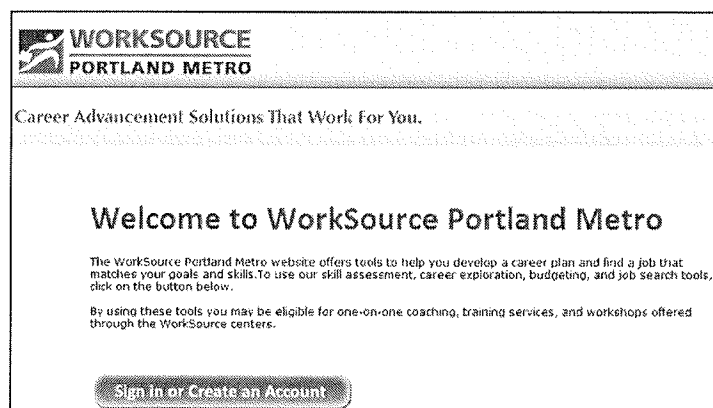 WORKSOURCE
PORTLAND METRO
Career Advancement Solutions That Work For You.
Welcome to WorkSource Portland Metro
The WorkSource Portland Metro website offers tools to help you develop a career plan and find a job that
matches your goals and skills.To use our skill assessment, career exploration, budgeting, and job search tools,
click on the button below.
By using these tools you may be eligible for one-on-one coaching, training services, and workshops offered
through the WorkSource centers.
Sign in or Create an Account